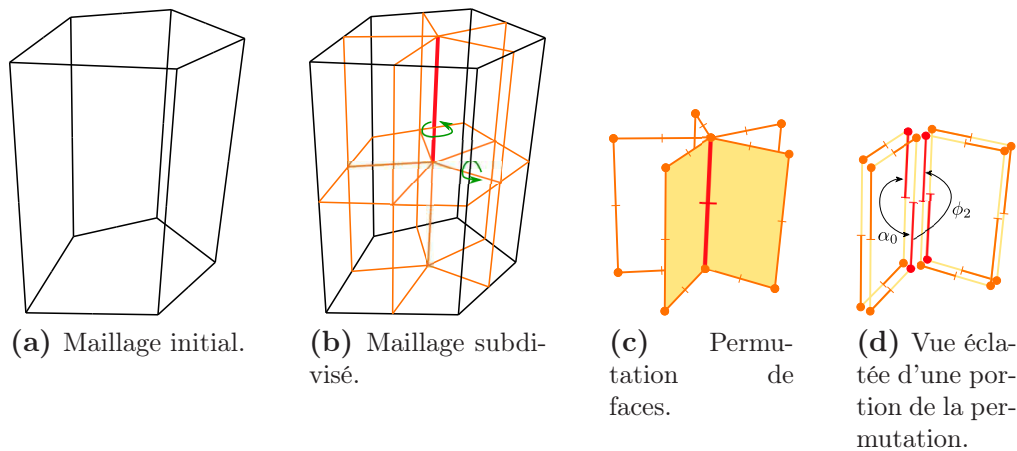 α₀
ϕ₂
(a) Maillage initial.
(b) Maillage subdi-
visé.
(c) Permu-
tation de
faces.
(d) Vue écla-
tée d'une por-
tion de la per-
mutation.